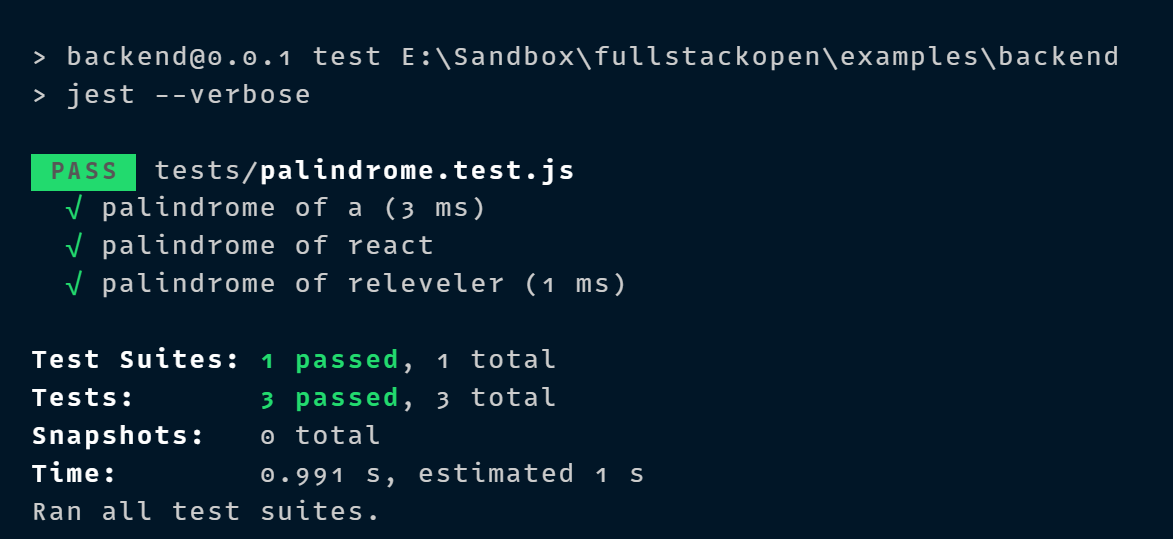 > backend@0.0.1 test E:\Sandbox\fullstackopen\examples\backend
> jest --verbose
PASS tests/palindrome.test.js
√ palindrome of a (3 ms)
√ palindrome of react
√ palindrome of releveler (1 ms)
Test Suites: 1 passed, 1 total
Tests: 3 passed, 3 total
Snapshots: 0 total
Time: 0.991 s, estimated 1 s
Ran all test suites.